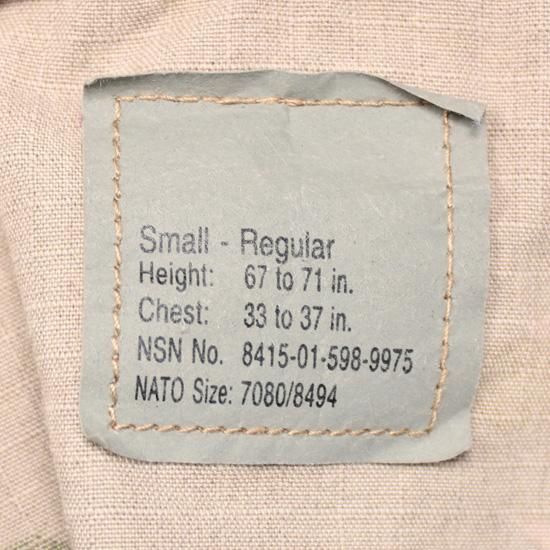 Small - Regular
Height: 67 to 71 in.
Chest: 33 to 37 in.
NSN No. 8415-01-598-9975
NATO Size: 7080/8494